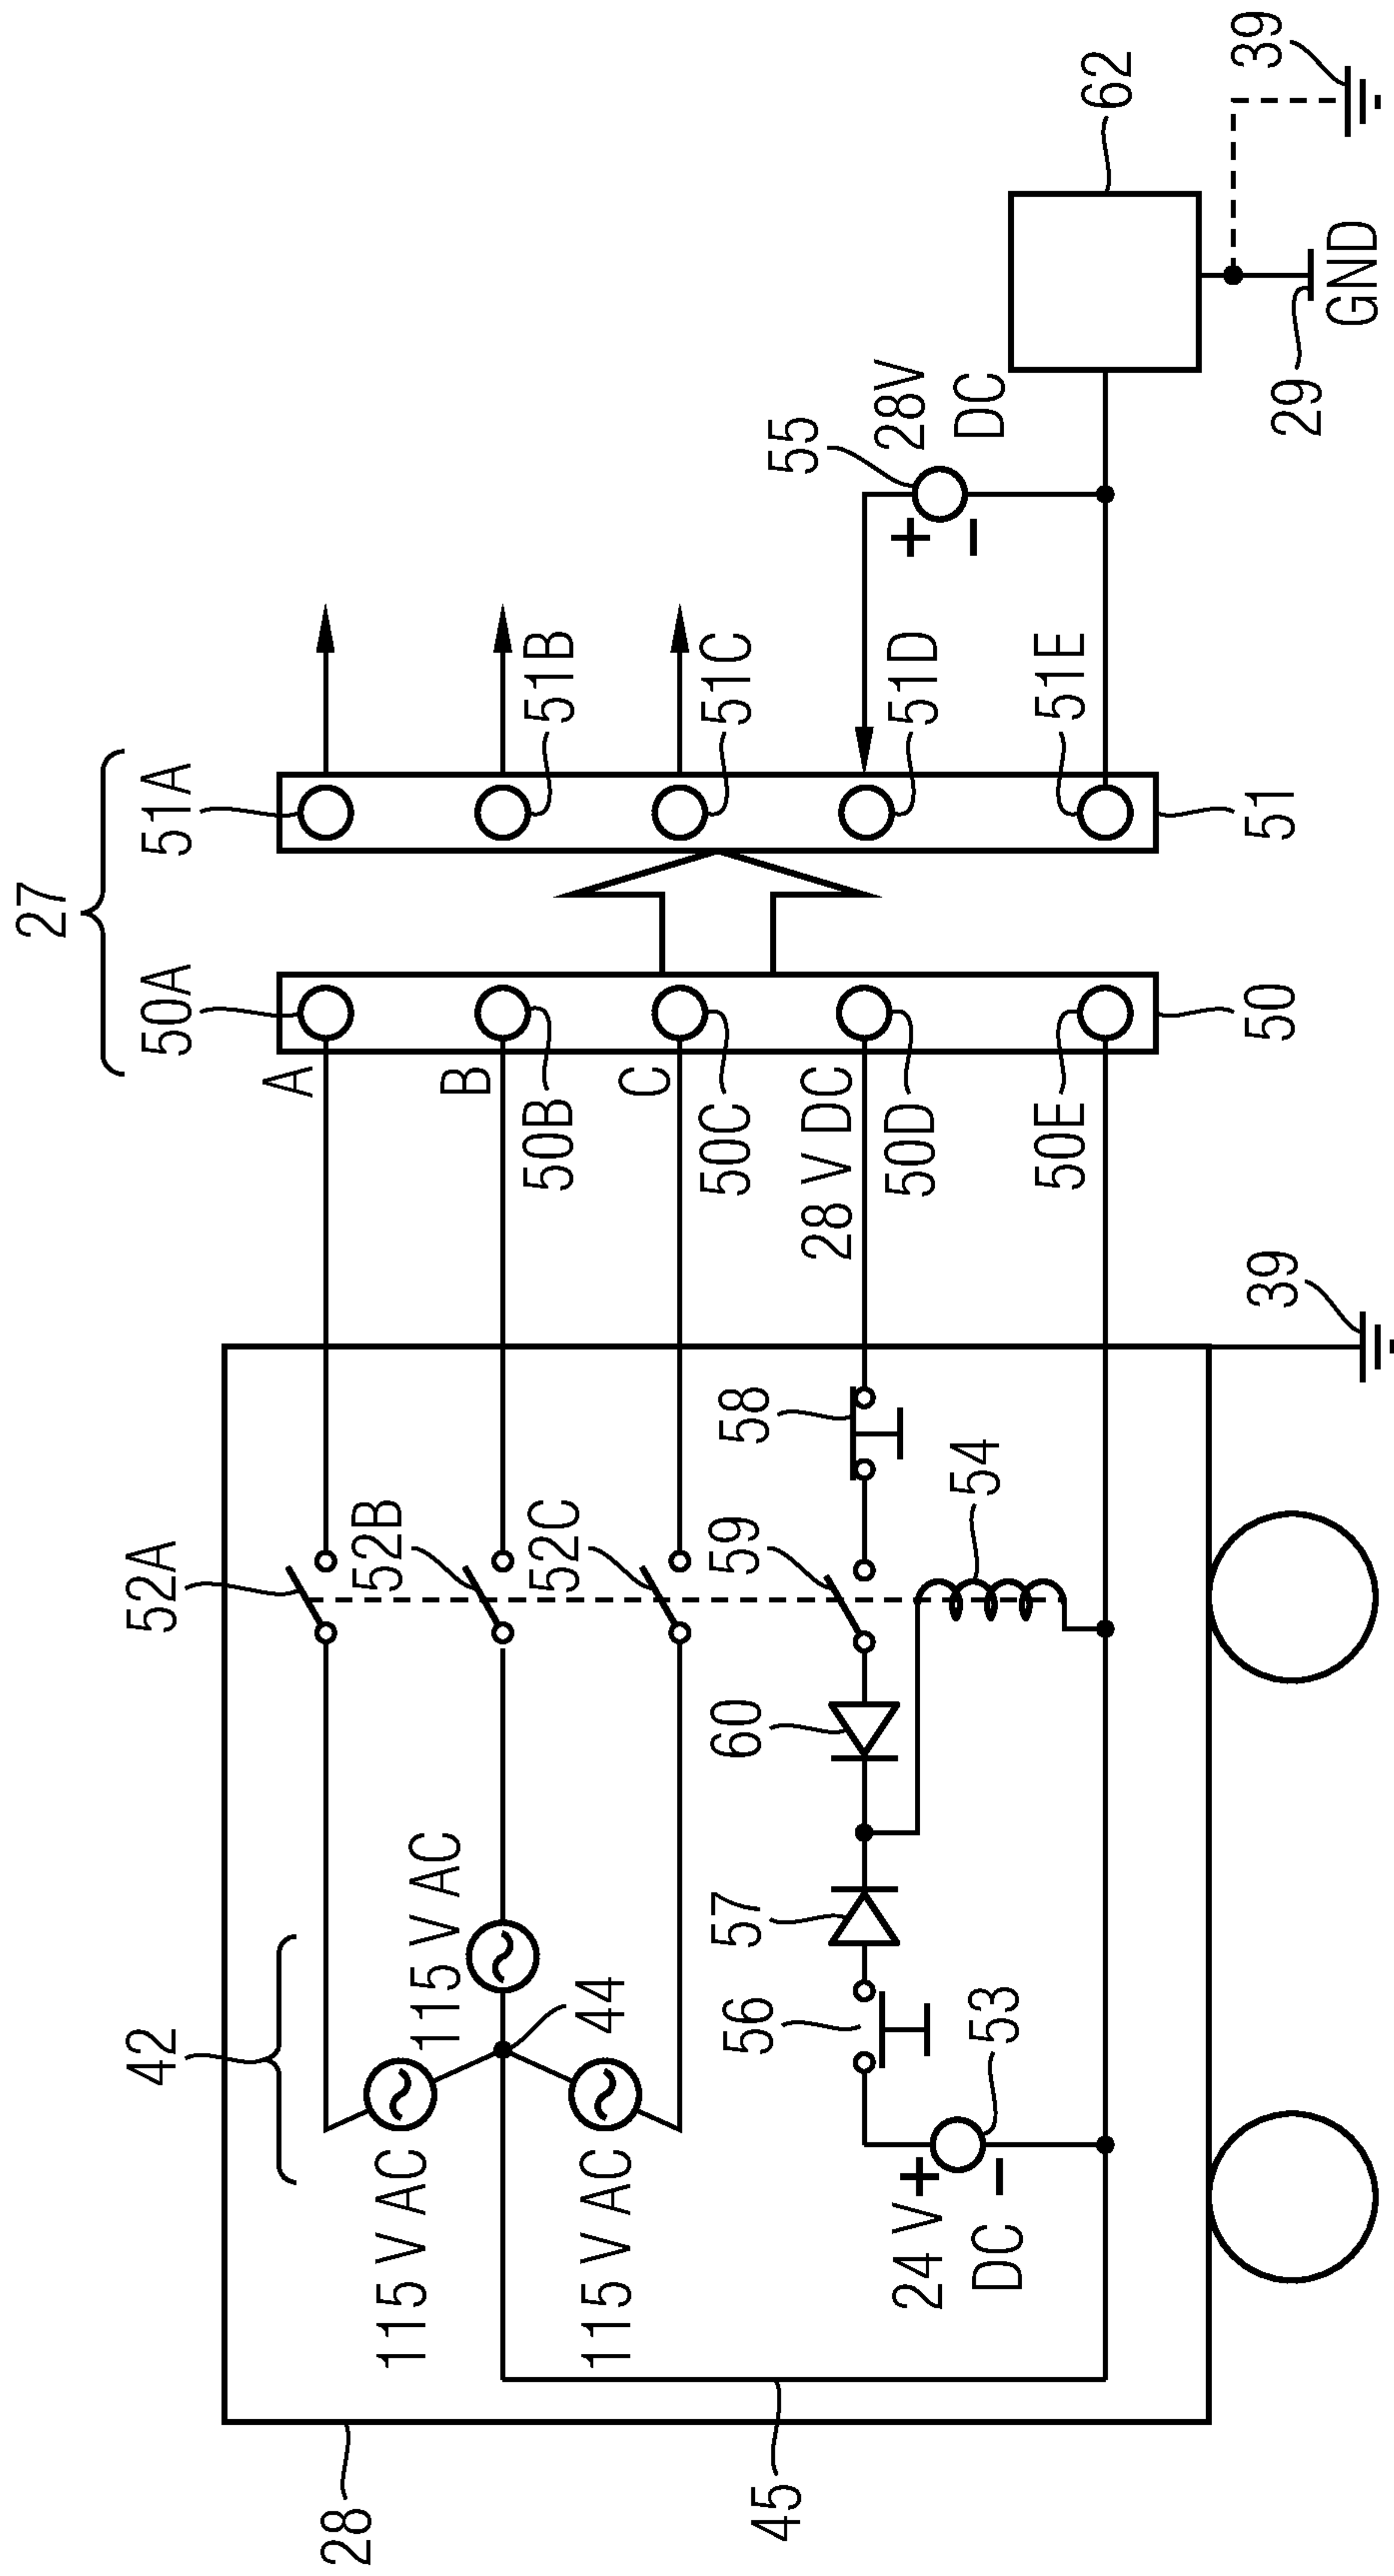 27
50A
51A
A
B
50B
51B
C
50C
51C
28 V DC
50D
51D
50E
51E
50
51
55
28V
DC
+
−
62
39
29
GND
28
42
115 V AC
115 V AC
115 V AC
44
45
52A
52B
52C
59
58
54
60
57
56
53
24 V
DC
+
−
39